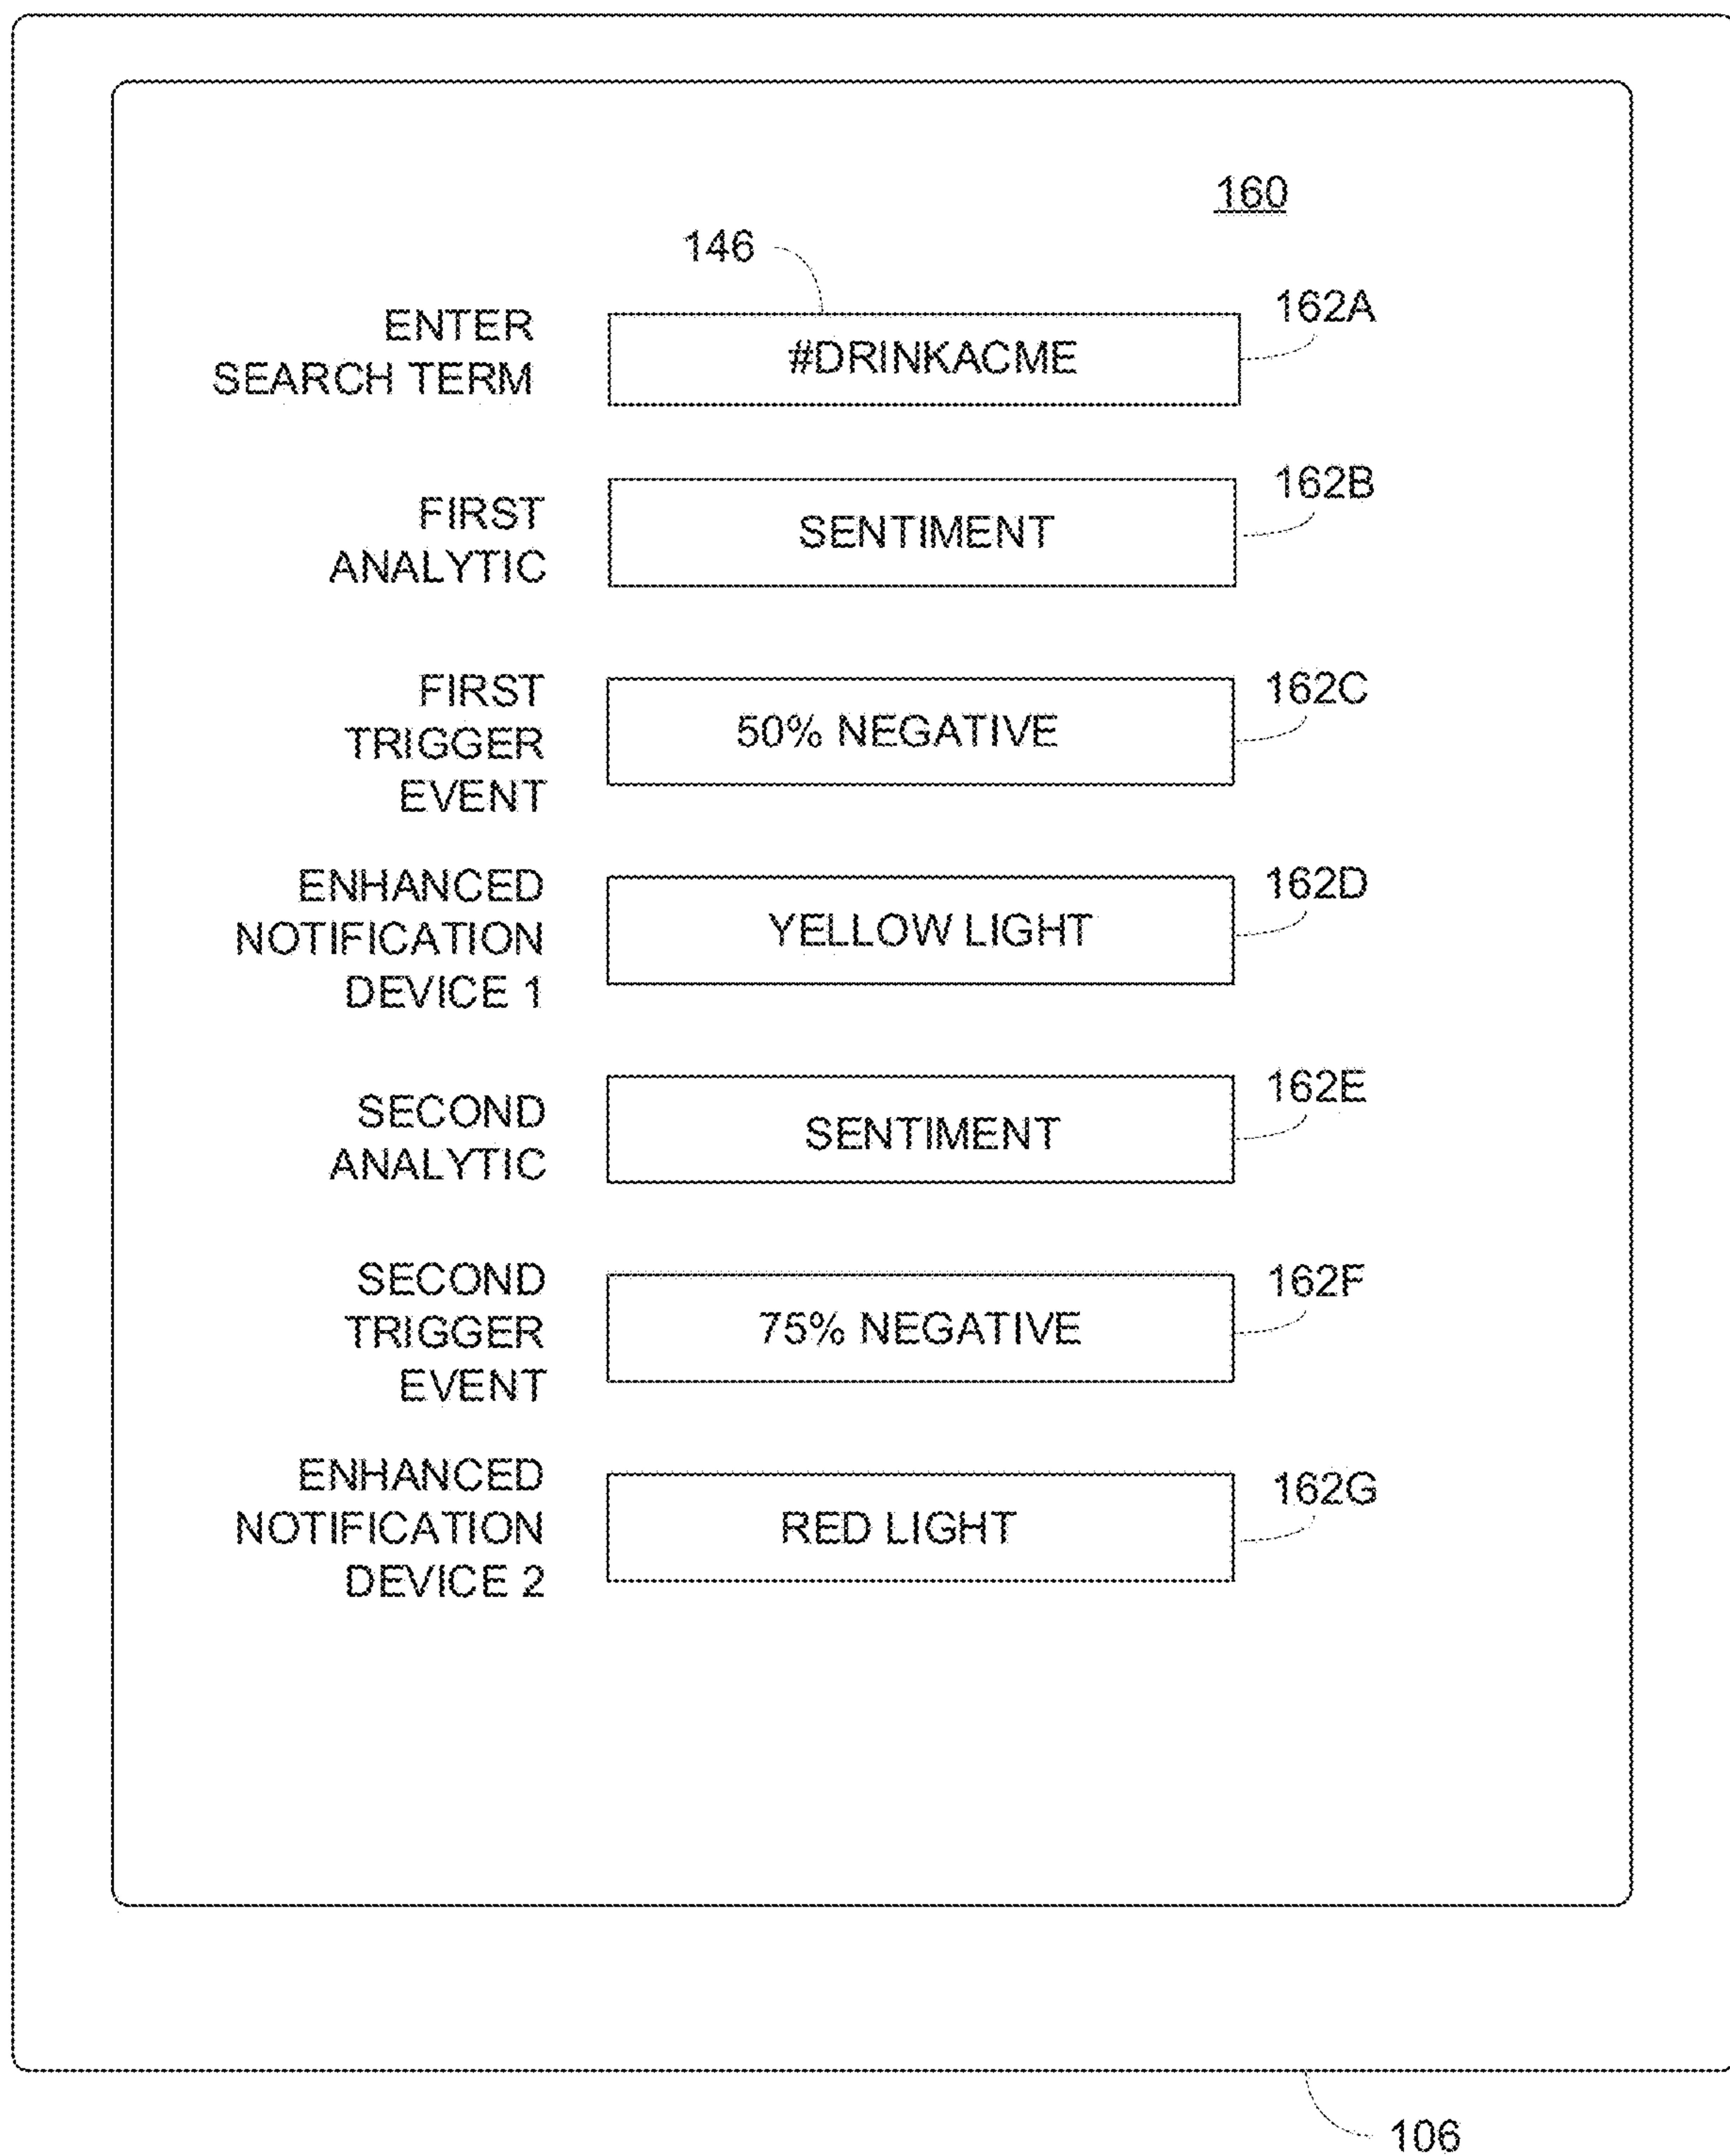 160
146
ENTER
SEARCH TERM
#DRINKACME
162A
FIRST
ANALYTIC
SENTIMENT
162B
FIRST
TRIGGER
EVENT
50% NEGATIVE
162C
ENHANCED
NOTIFICATION
DEVICE 1
YELLOW LIGHT
162D
SECOND
ANALYTIC
SENTIMENT
162E
SECOND
TRIGGER
EVENT
75% NEGATIVE
162F
ENHANCED
NOTIFICATION
DEVICE 2
RED LIGHT
162G
106